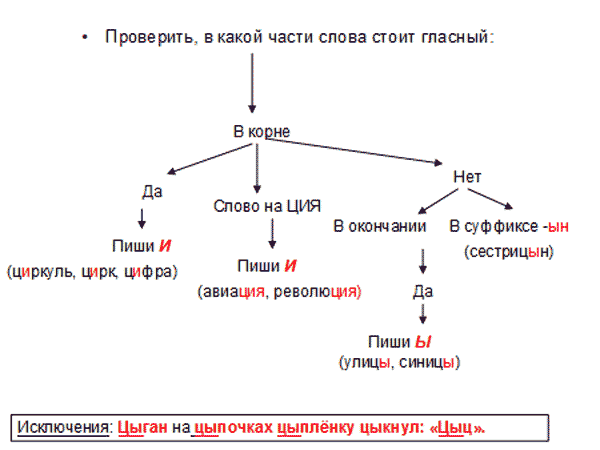 • Проверить, в какой части слова стоит гласный:
В корне
Да
Слово на ЦИЯ
Нет
Пиши И
(циркуль, цирк, цифра)
Пиши И
(авиация, революция)
В окончании
В суффиксе -ын
(сестрицын)
Да
Пиши Ы
(улицы, синицы)
Исключения: Цыган на цыпочках цыплёнку цыкнул: «Цыц».